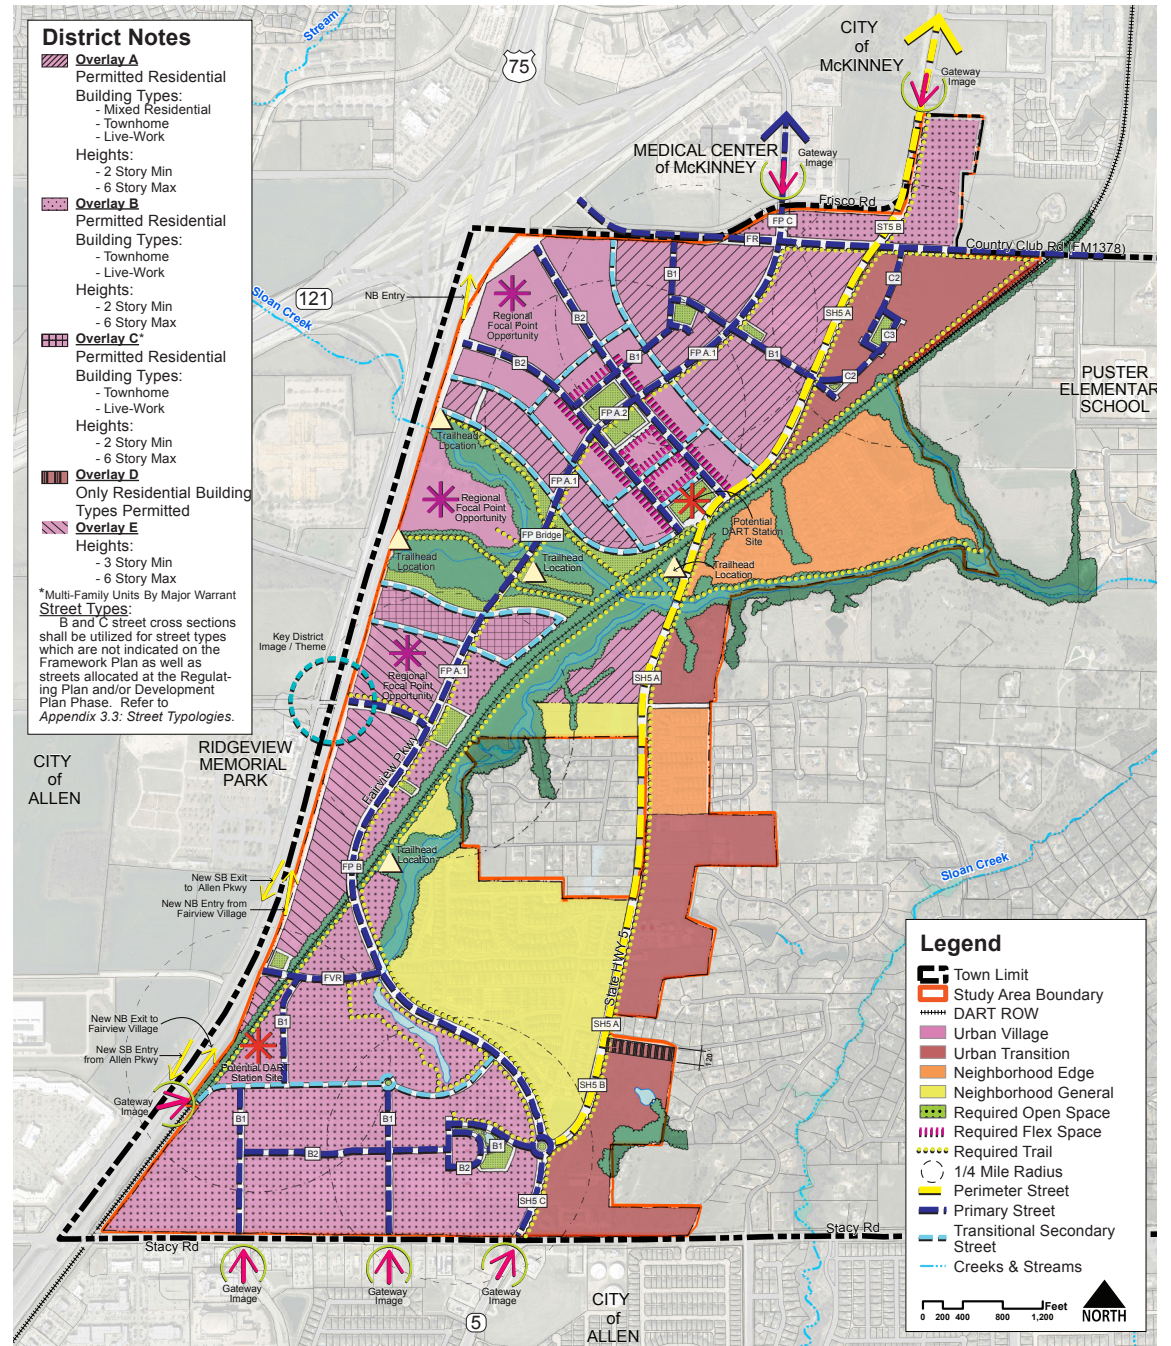 District Notes
Overlay A
Permitted Residential
Building Types:
- Mixed Residential
- Townhome
- Live-Work
Heights:
- 2 Story Min
- 6 Story Max
Overlay B
Permitted Residential
Building Types:
- Townhome
- Live-Work
Heights:
- 2 Story Min
- 6 Story Max
Overlay C*
Permitted Residential
Building Types:
- Townhome
- Live-Work
Heights:
- 2 Story Min
- 6 Story Max
Overlay D
Only Residential Building
Types Permitted
Overlay E
Heights:
- 3 Story Min
- 6 Story Max
*Multi-Family Units By Major Warrant
Street Types:
B and C street cross sections
shall be utilized for street types
which are not indicated on the
Framework Plan as well as
streets allocated at the Regulat-
ing Plan and/or Development
Plan Phase. Refer to
Appendix 3.3: Street Typologies.
Stream
75
CITY
of
McKINNEY
Gateway
Image
MEDICAL CENTER
of McKINNEY
Gateway
Image
Frisco Rd
FP C
ST5 B
FR
Country Club Rd (FM1378)
121
Sloan Creek
NB Entry
Regional
Focal Point
Opportunity
B2
B1
C2
SH5 A
C3
B2
B1
FP A.1
B1
C2
FP A.2
PUSTER
ELEMENTARY
SCHOOL
Trailhead
Location
FP A.1
Regional
Focal Point
Opportunity
Potential
DART Station
Site
FP Bridge
Trailhead
Location
Trailhead
Location
Trailhead
Location
Key District
Image / Theme
Regional
Focal Point
Opportunity
FP A.1
SH5 A
RIDGEVIEW
MEMORIAL
PARK
CITY
of
ALLEN
Fairview Pkwy
Trailhead
Location
FP B
New SB Exit
to Allen Pkwy
New NB Entry from
Fairview Village
Sloan Creek
State HWY 5
FVR
New NB Exit to
Fairview Village
B1
New SB Entry
from Allen Pkwy
Potential DART
Station Site
SH5 A
120'
SH5 B
Gateway
Image
B1
B1
B2
B1
B2
SH5 C
Stacy Rd
Stacy Rd
Gateway
Image
Gateway
Image
Gateway
Image
5
CITY
of
ALLEN
Legend
Town Limit
Study Area Boundary
DART ROW
Urban Village
Urban Transition
Neighborhood Edge
Neighborhood General
Required Open Space
Required Flex Space
Required Trail
1/4 Mile Radius
Perimeter Street
Primary Street
Transitional Secondary
Street
Creeks & Streams
Feet
0 200 400 800 1,200
NORTH